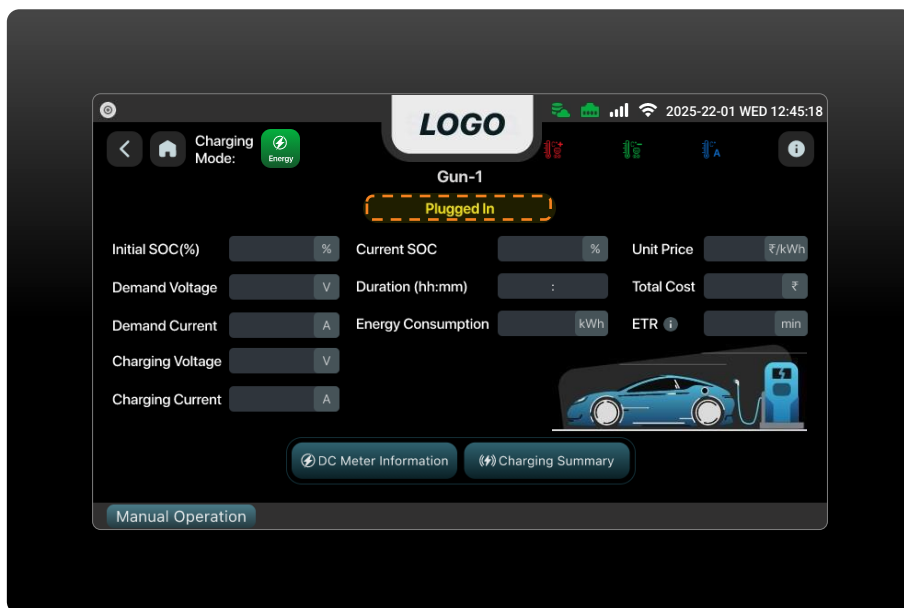 LOGO
2025-22-01 WED 12:45:18
Charging
Mode:
Energy
A
Gun-1
Plugged In
Initial SOC(%) %
Current SOC %
Unit Price ₹/kWh
Demand Voltage V
Duration (hh:mm) :
Total Cost ₹
Demand Current A
Energy Consumption kWh
ETR i min
Charging Voltage V
Charging Current A
DC Meter Information
Charging Summary
Manual Operation